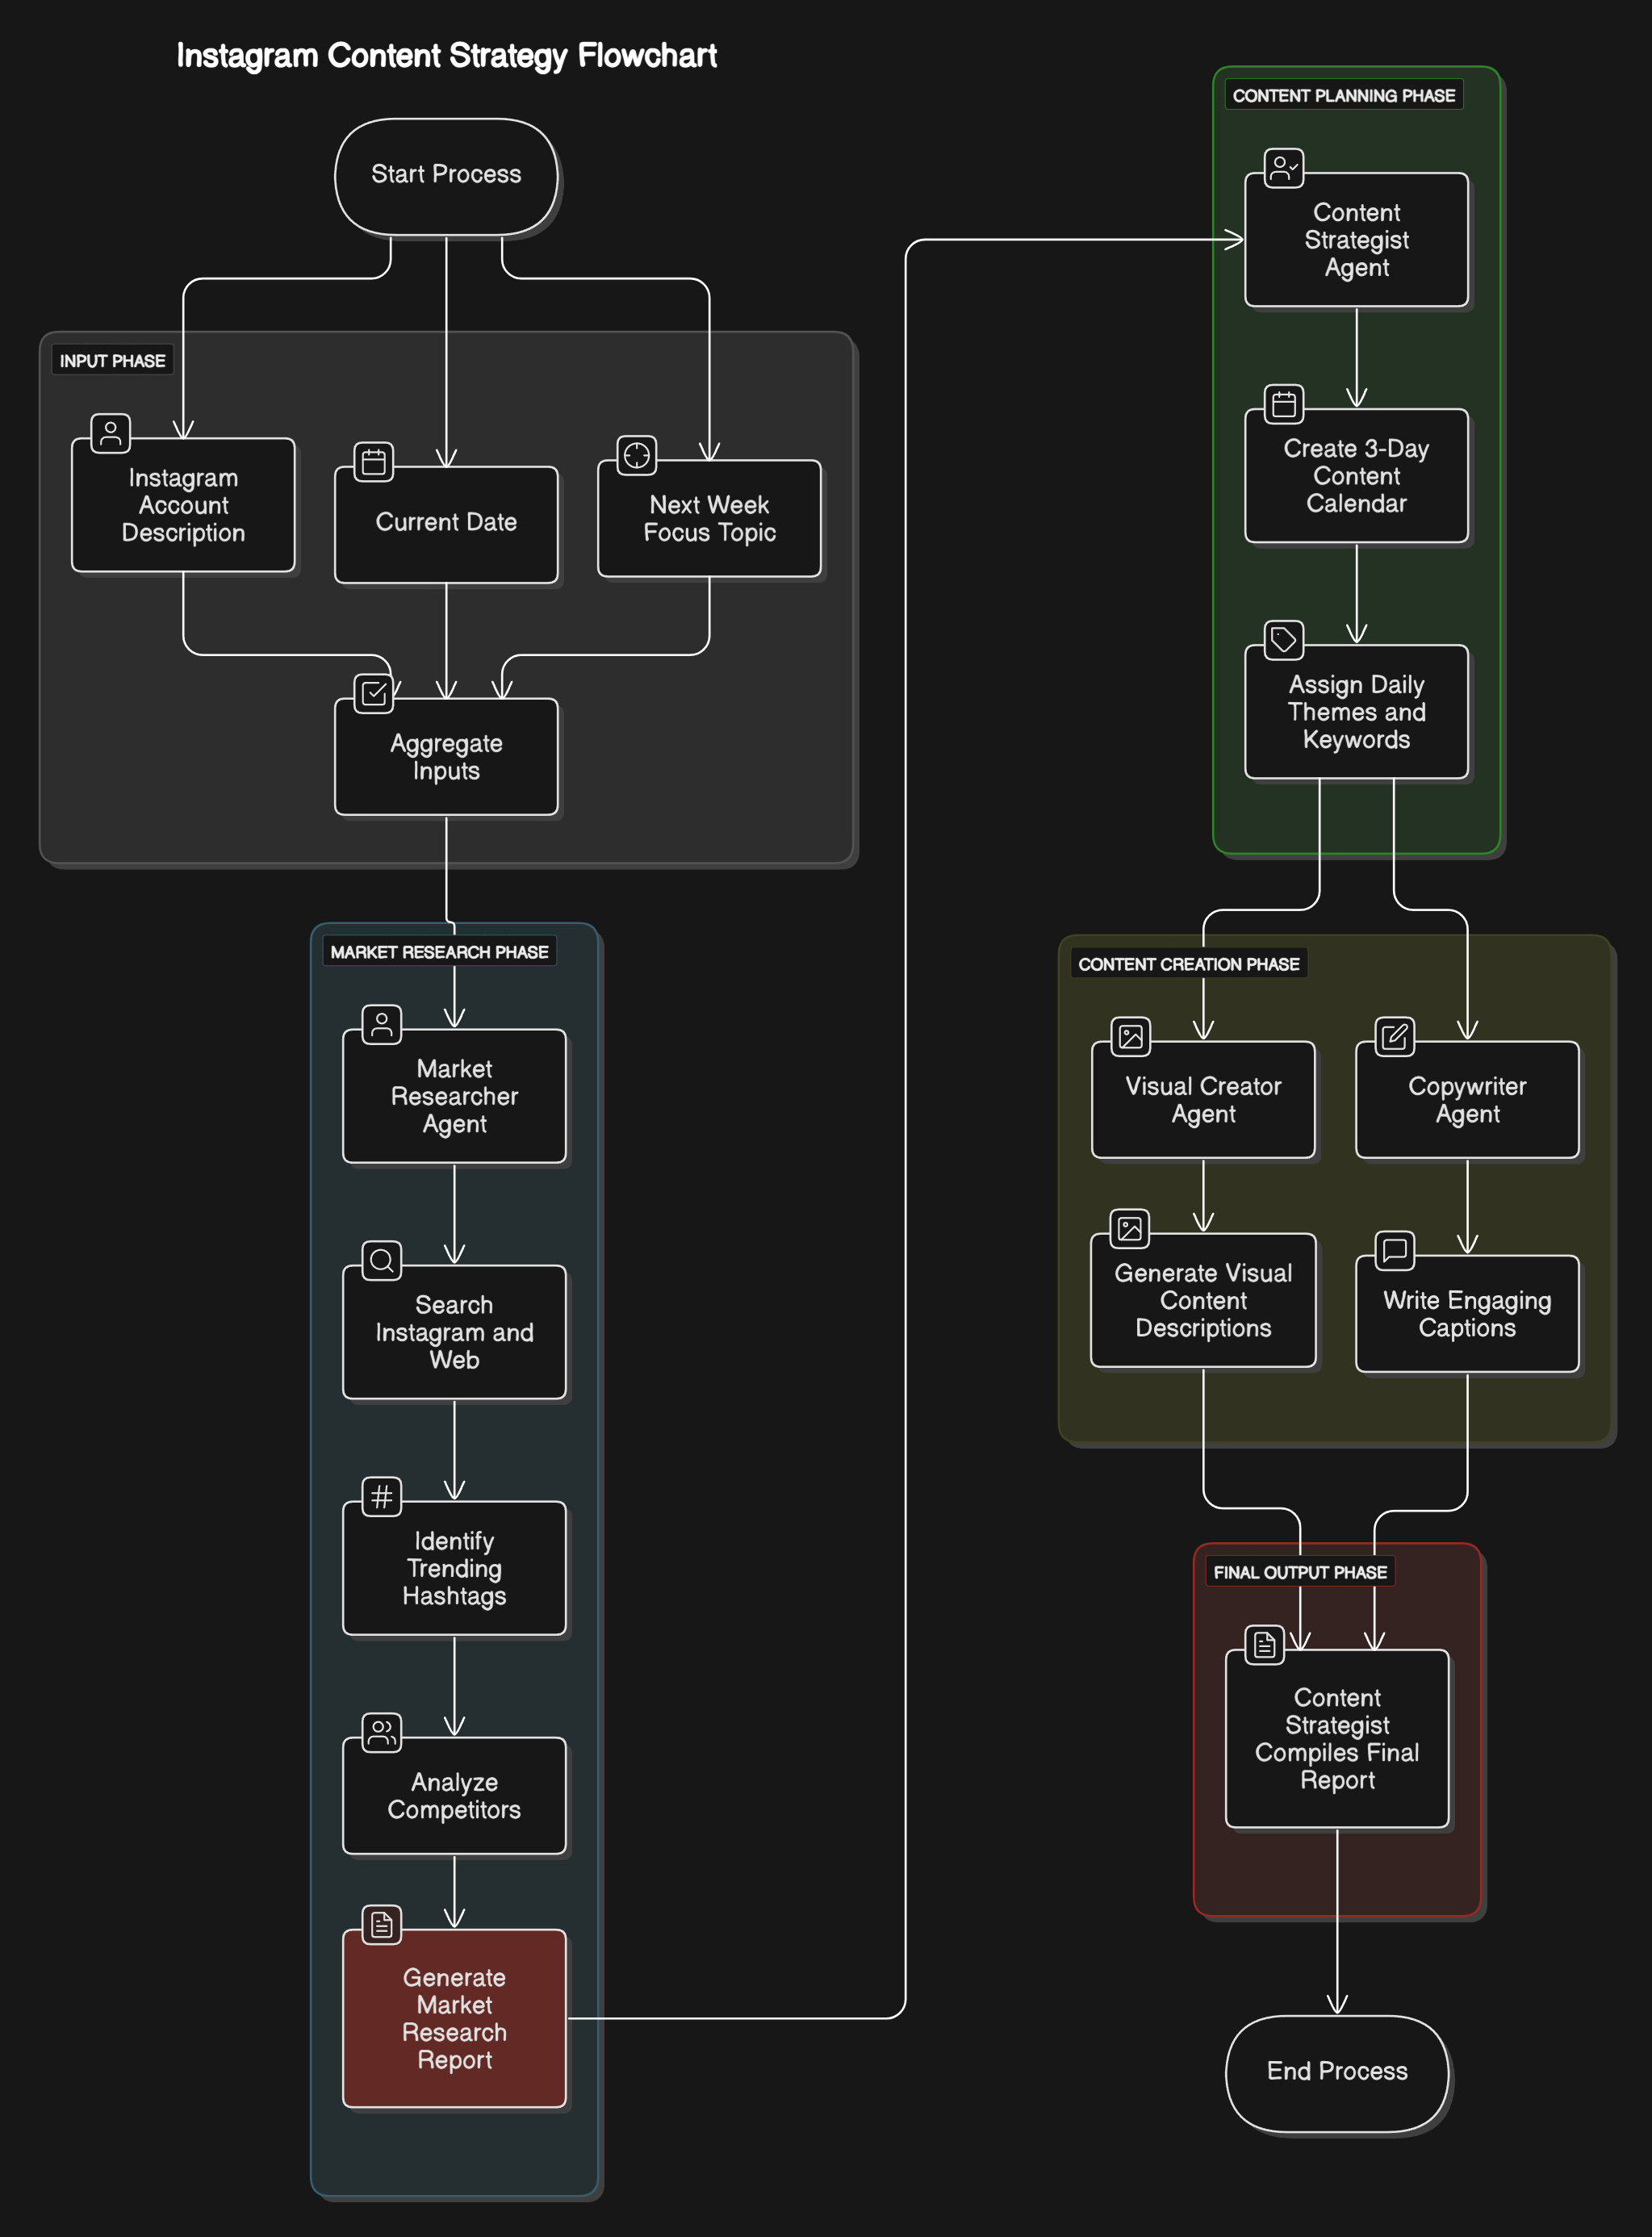 Instagram Content Strategy Flowchart
Start Process
INPUT PHASE
Instagram
Account
Description
Current Date
Next Week
Focus Topic
Aggregate
Inputs
MARKET RESEARCH PHASE
Market
Researcher
Agent
Search
Instagram and
Web
Identify
Trending
Hashtags
Analyze
Competitors
Generate
Market
Research
Report
CONTENT PLANNING PHASE
Content
Strategist
Agent
Create 3-Day
Content
Calendar
Assign Daily
Themes and
Keywords
CONTENT CREATION PHASE
Visual Creator
Agent
Copywriter
Agent
Generate Visual
Content
Descriptions
Write Engaging
Captions
FINAL OUTPUT PHASE
Content
Strategist
Compiles Final
Report
End Process